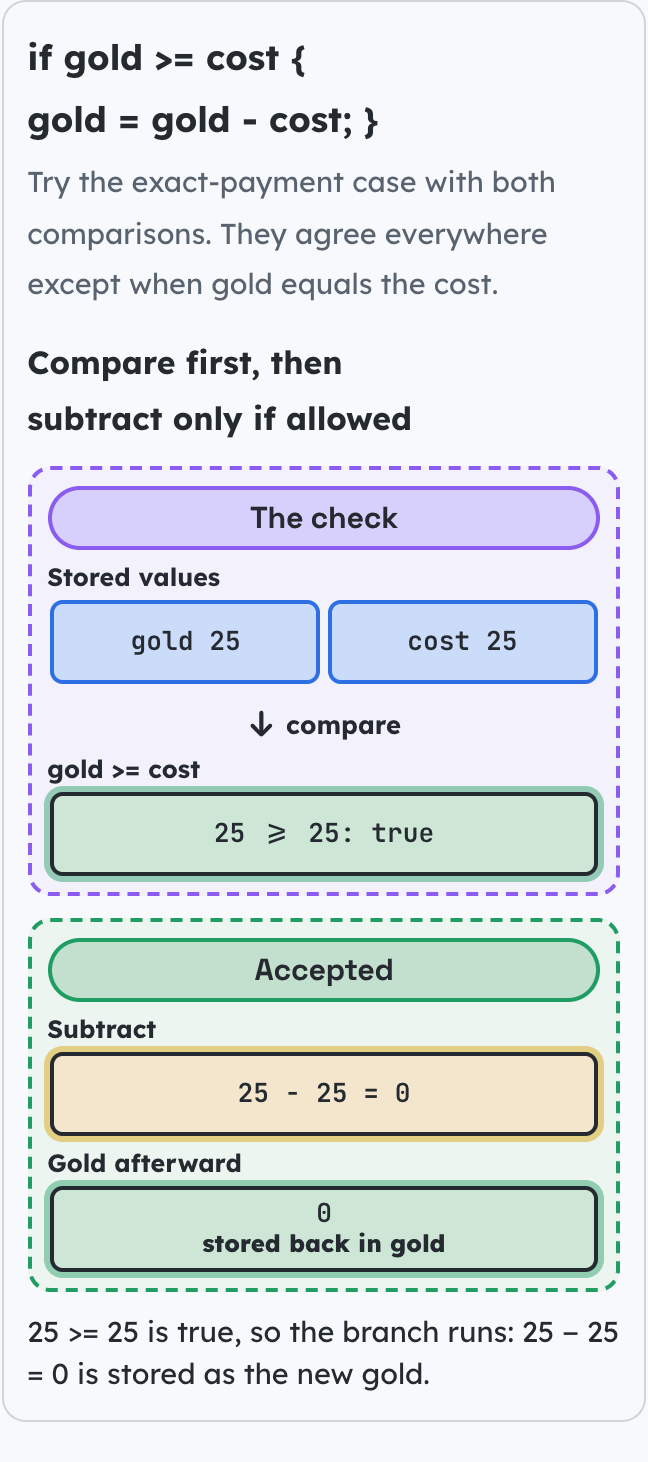 if gold >= cost {
gold = gold - cost; }
Try the exact-payment case with both
comparisons. They agree everywhere
except when gold equals the cost.
Compare first, then
subtract only if allowed
The check
Stored values
gold 25
cost 25
↓ compare
gold >= cost
25 ⩾ 25: true
Accepted
Subtract
25 - 25 = 0
Gold afterward
0
stored back in gold
25 >= 25 is true, so the branch runs: 25 − 25
= 0 is stored as the new gold.